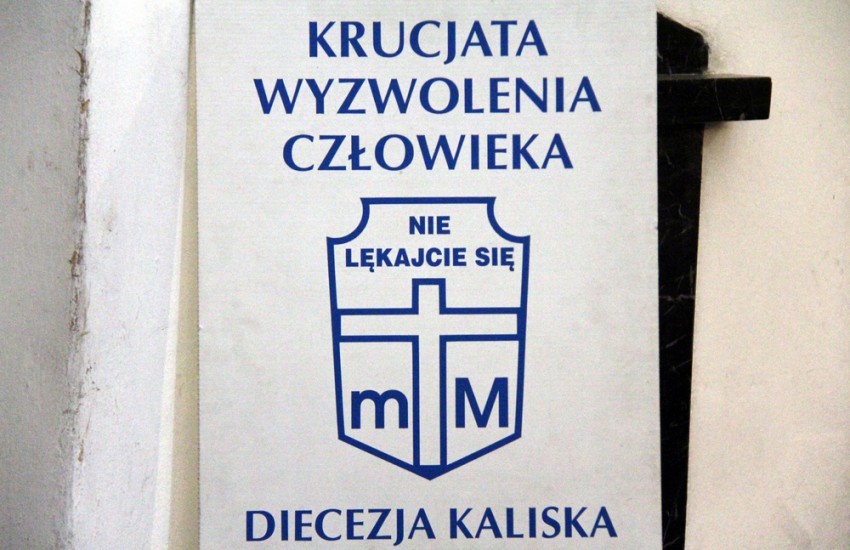 KRUCJATA
WYZWOLENIA
CZŁOWIEKA
NIE
LĘKAJCIE SIĘ
m M
DIECEZJA KALISKA